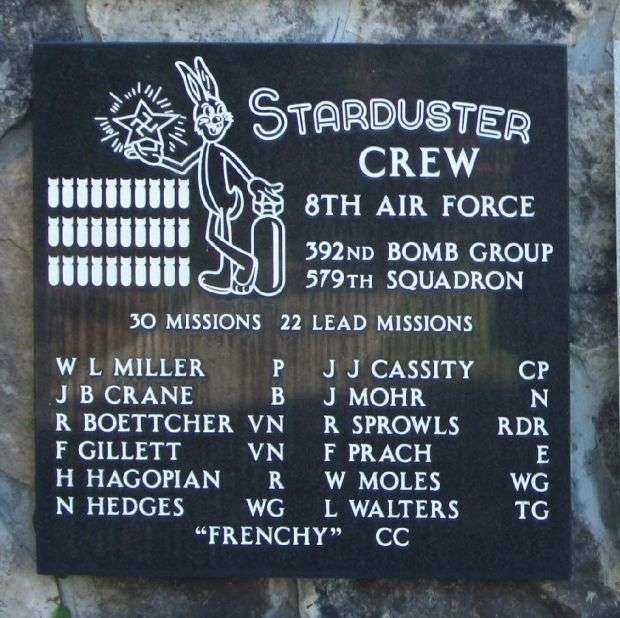 STARDUSTER
CREW
8TH AIR FORCE
392ND BOMB GROUP
579TH SQUADRON
30 MISSIONS 22 LEAD MISSIONS
W L MILLER P J J CASSITY CP
J B CRANE B J MOHR N
R BOETTCHER VN R SPROWLS RDR
F GILLETT VN F PRACH E
H HAGOPIAN R W MOLES WG
N HEDGES WG L WALTERS TG
"FRENCHY" CC